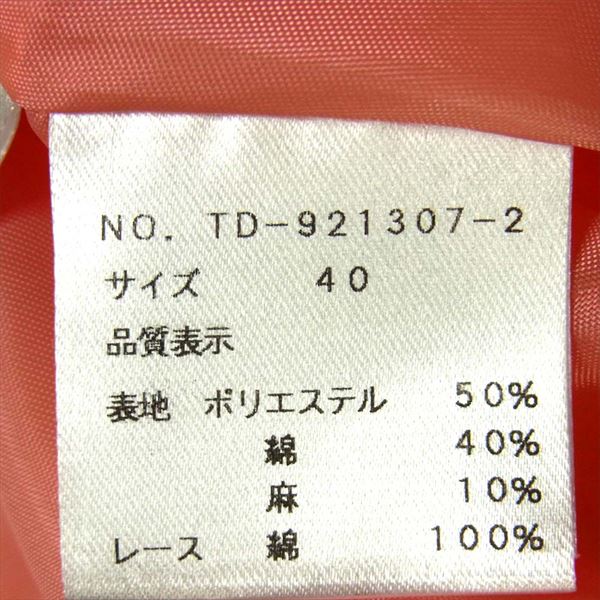 NO. TD-921307-2
サイズ 40
品質表示
表地 ポリエステル 50%
綿 40%
麻 10%
レース 綿 100%